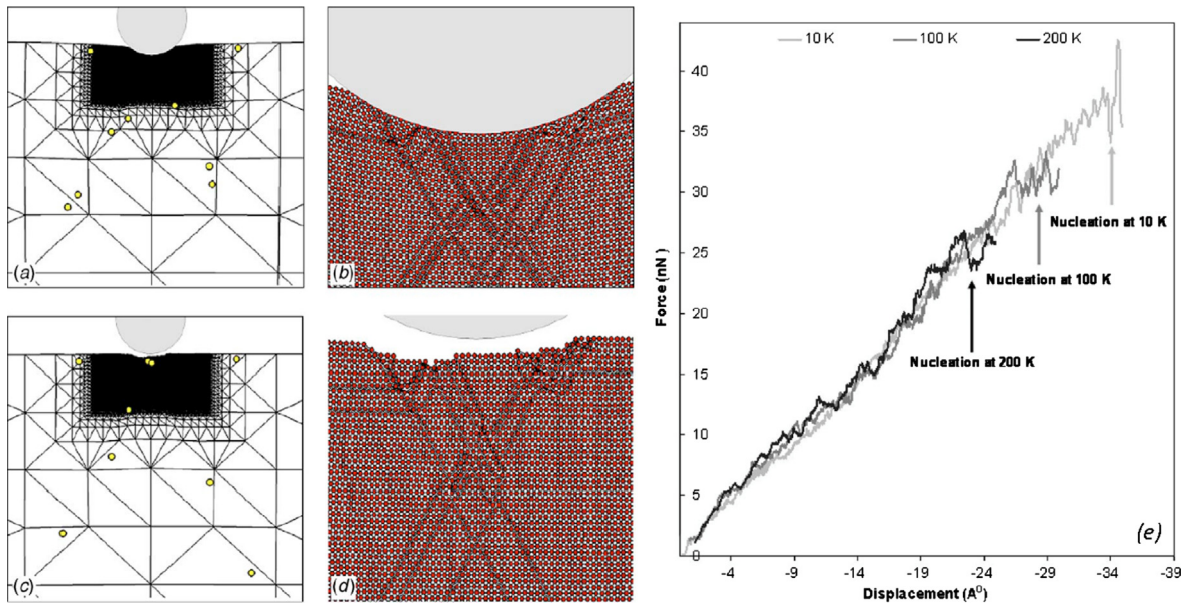 (a)
(b)
(c)
(d)
10 K 100 K 200 K
Force (nN)
40
35
30
25
20
15
10
5
0
Nucleation at 10 K
Nucleation at 100 K
Nucleation at 200 K
(e)
-4 -9 -14 -19 -24 -29 -34 -39
Displacement (A⁰)